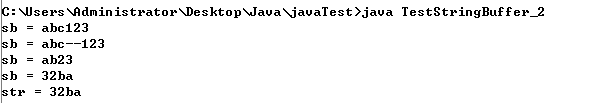 C:\Users\Administrator\Desktop\Java\javaTest>java TestStringBuffer_2
sb = abc123
sb = abc--123
sb = ab23
sb = 32ba
str = 32ba